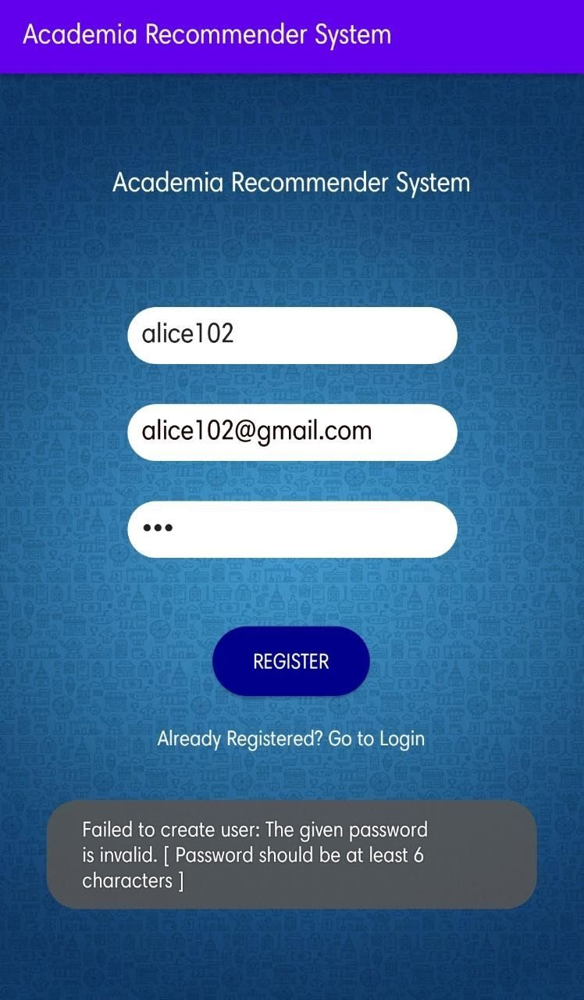 Academia Recommender System
Academia Recommender System
alice102
alice102@gmail.com
•••
REGISTER
Already Registered? Go to Login
Failed to create user: The given password
is invalid. [ Password should be at least 6
characters ]